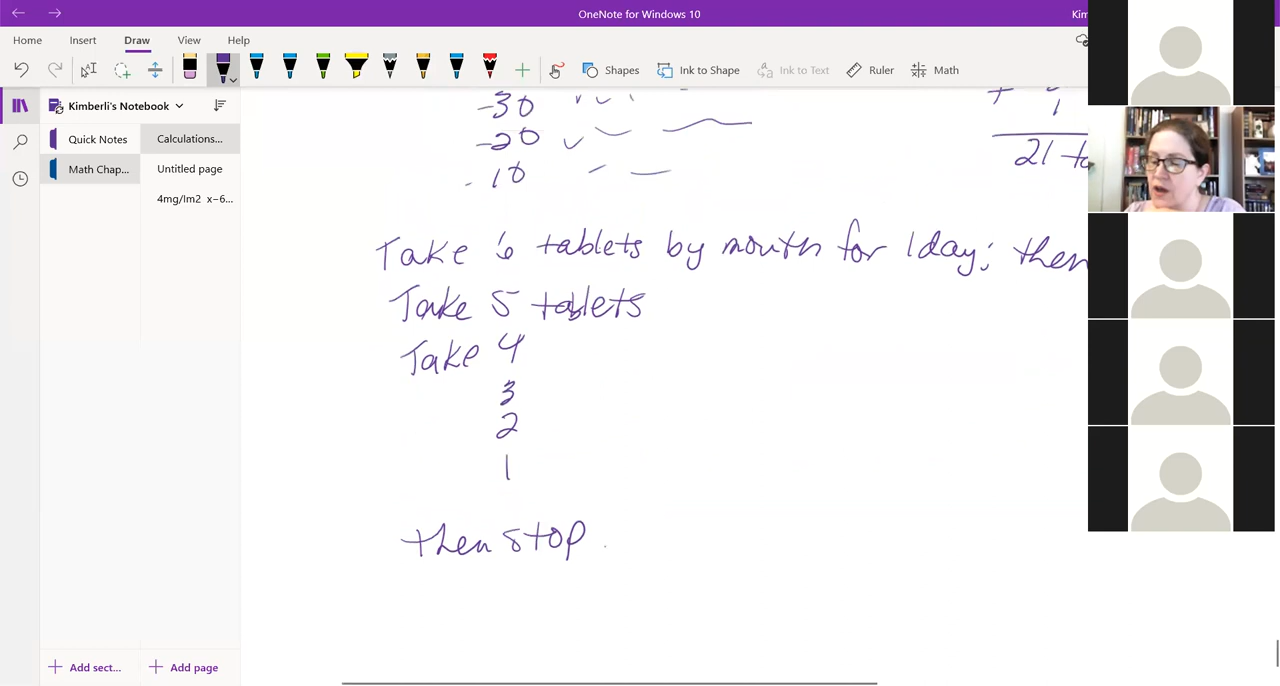 OneNote for Windows 10
Kim
Home Insert Draw View Help
Shapes Ink to Shape Ink to Text Ruler Math
Kimberli's Notebook
Quick Notes
Math Chap...
Calculations...
Untitled page
4mg/lm2 x-6...
-30
-20
10
+
1
21
Take 6 tablets by mouth for 1 day; then
Take 5 tablets
Take 4
3
2
1
then stop.
Add sect...
Add page